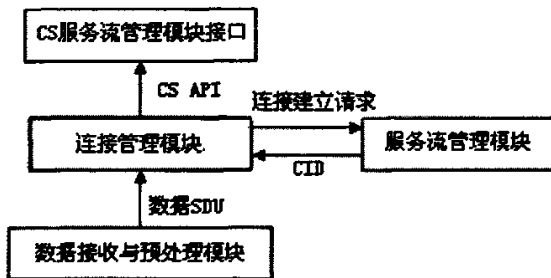 CS服务流管理模块接口
CS API
连接建立请求
连接管理模块.
服务流管理模块
CID
数据SDU
数据接收与预处理模块